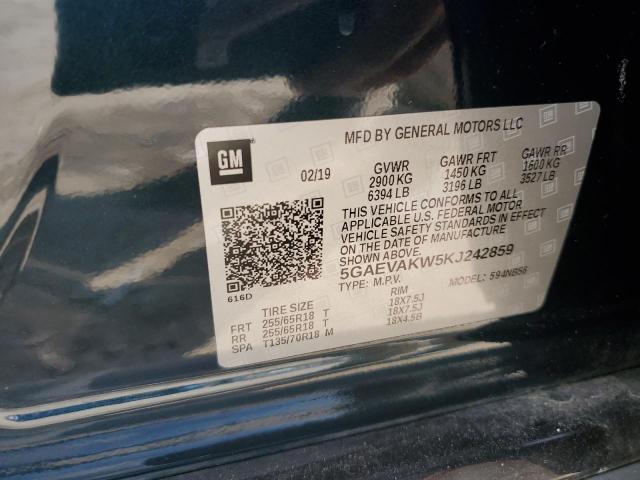 MFD BY GENERAL MOTORS LLC
GM
02/19 GVWR GAWR FRT GAWR RR
2900 KG 1450 KG 1600 KG
6394 LB 3196 LB 3527 LB
THIS VEHICLE CONFORMS TO ALL
APPLICABLE U.S. FEDERAL MOTOR
VEHICLE SAFETY STANDARDS IN
EFFECT ON THE DATE OF MANUFACTURE
SHOWN ABOVE.
5GAEVAKW5KJ242859
TYPE: M.P.V. MODEL: 594NB56
616D
TIRE SIZE RIM
FRT 255/65R18 T 18X7.5J
RR 255/65R18 T 18X7.5J
SPA T135/70R18 M 18X4.5B